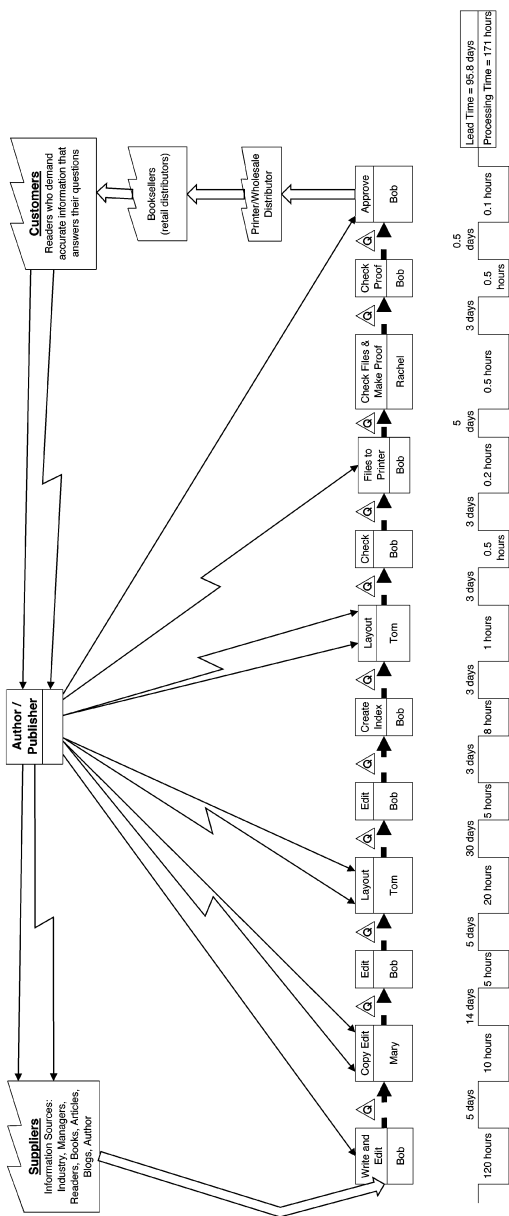 Suppliers
Information Sources:
Industry, Managers,
Readers, Books, Articles,
Blogs, Author
Author /
Publisher
Customers
Readers who demand
accurate information that
answers their questions
Booksellers
(retail distributors)
Printer/Wholesale
Distributor
Write and
Edit
Bob
Q
Copy Edit
Mary
Q
Edit
Bob
Q
Layout
Tom
Q
Edit
Bob
Q
Create
Index
Bob
Q
Layout
Tom
Q
Check
Bob
Q
Files to
Printer
Bob
Q
Check Files &
Make Proof
Rachel
Q
Check
Proof
Bob
Q
Approve
Bob
120 hours
5 days
10 hours
14 days
5 hours
5 days
20 hours
30 days
5 hours
3 days
8 hours
3 days
1 hours
3 days
0.5
hours
3 days
0.2 hours
5
days
0.5 hours
3 days
0.5
hours
0.5
days
0.1 hours
Lead Time = 95.8 days
Processing Time = 171 hours